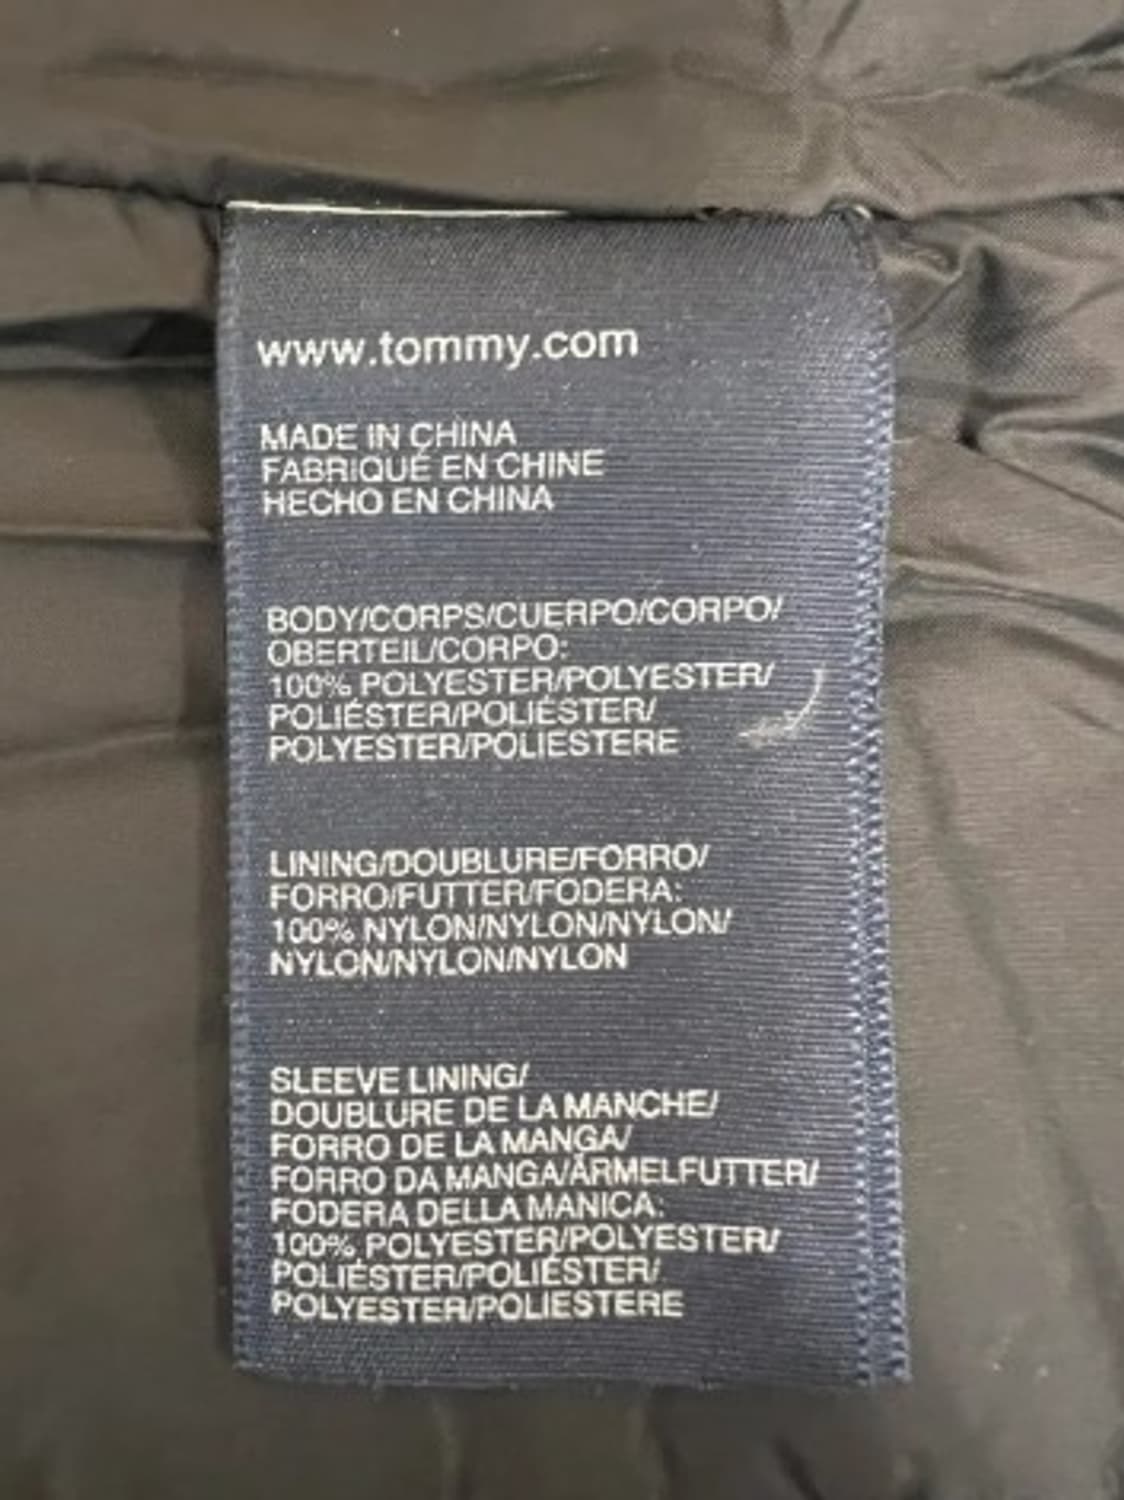 www.tommy.com
MADE IN CHINA
FABRIQUÉ EN CHINE
HECHO EN CHINA
BODY/CORPS/CUERPO/CORPO/
OBERTEIL/CORPO:
100% POLYESTER/POLYESTER/
POLIÉSTER/POLIÉSTER/
POLYESTER/POLIESTERE
LINING/DOUBLURE/FORRO/
FORRO/FUTTER/FODERA:
100% NYLON/NYLON/NYLON/
NYLON/NYLON/NYLON
SLEEVE LINING/
DOUBLURE DE LA MANCHE/
FORRO DE LA MANGA/
FORRO DA MANGA/ÄRMELFUTTER/
FODERA DELLA MANICA:
100% POLYESTER/POLYESTER/
POLIÉSTER/POLIÉSTER/
POLYESTER/POLIESTERE